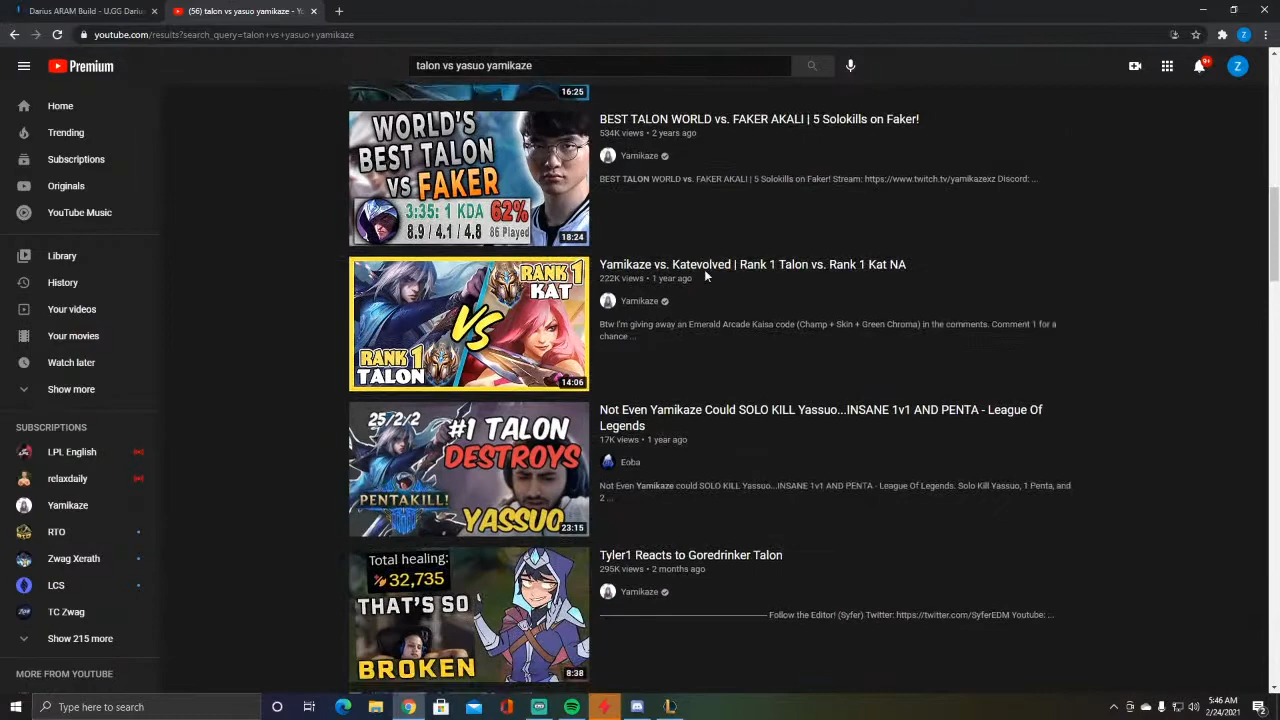 Darius ARAM Build - U.GG Darius
(56) talon vs yasuo yamikaze - Yo
youtube.com/results?search_query=talon+vs+yasuo+yamikaze
Z
Premium
talon vs yasuo yamikaze
9+
Z
Home
Trending
Subscriptions
Originals
YouTube Music
Library
History
Your videos
Your movies
Watch later
Show more
SUBSCRIPTIONS
LPL English
relaxdaily
Yamikaze
RTO
Zwag Xerath
LCS
TC Zwag
Show 215 more
MORE FROM YOUTUBE
16:25
WORLD'S
BEST TALON
VS FAKER
3:35: 1 KDA
62%
8.9 / 4.1 / 4.8
86 Played
18:24
BEST TALON WORLD vs. FAKER AKALI | 5 Solokills on Faker!
534K views • 2 years ago
Yamikaze
BEST TALON WORLD vs. FAKER AKALI | 5 Solokills on Faker! Stream: https://www.twitch.tv/yamikazexz Discord: ...
RANK 1
KAT
VS
RANK 1
TALON
14:06
Yamikaze vs. Katevolved | Rank 1 Talon vs. Rank 1 Kat NA
222K views • 1 year ago
Yamikaze
Btw I'm giving away an Emerald Arcade Kaisa code (Champ + Skin + Green Chroma) in the comments. Comment 1 for a
chance ...
25/2/2
#1 TALON
DESTROYS
PENTAKILL!
YASSUO
23:15
Not Even Yamikaze Could SOLO KILL Yassuo...INSANE 1v1 AND PENTA - League Of
Legends
17K views • 1 year ago
Eoba
Not Even Yamikaze could SOLO KILL Yassuo...INSANE 1v1 AND PENTA - League Of Legends. Solo Kill Yassuo, 1 Penta, and
2 ...
Total healing:
32,735
THAT'S SO
BROKEN
8:38
Tyler1 Reacts to Goredrinker Talon
295K views • 2 months ago
Yamikaze
Follow the Editor! (Syfer) Twitter: https://twitter.com/SyferEDM Youtube: ...
Type here to search
5:46 AM
2/24/2021